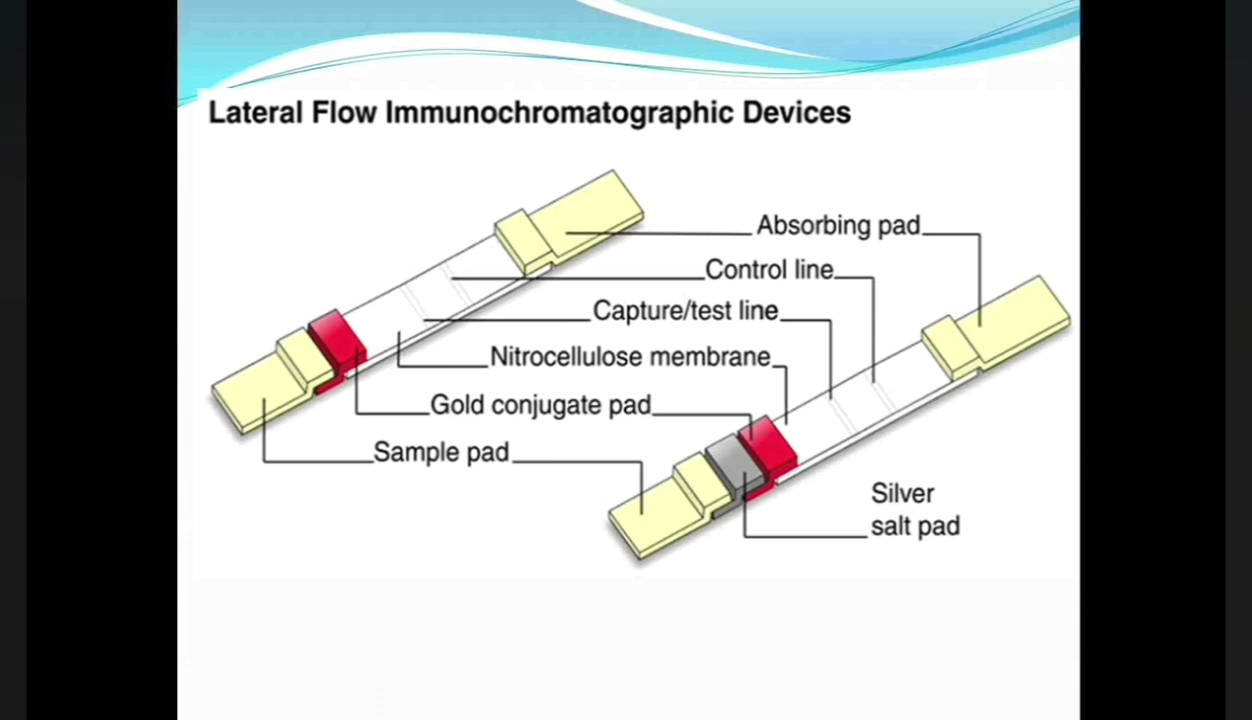 Lateral Flow Immunochromatographic Devices
Absorbing pad
Control line
Capture/test line
Nitrocellulose membrane
Gold conjugate pad
Sample pad
Silver
salt pad